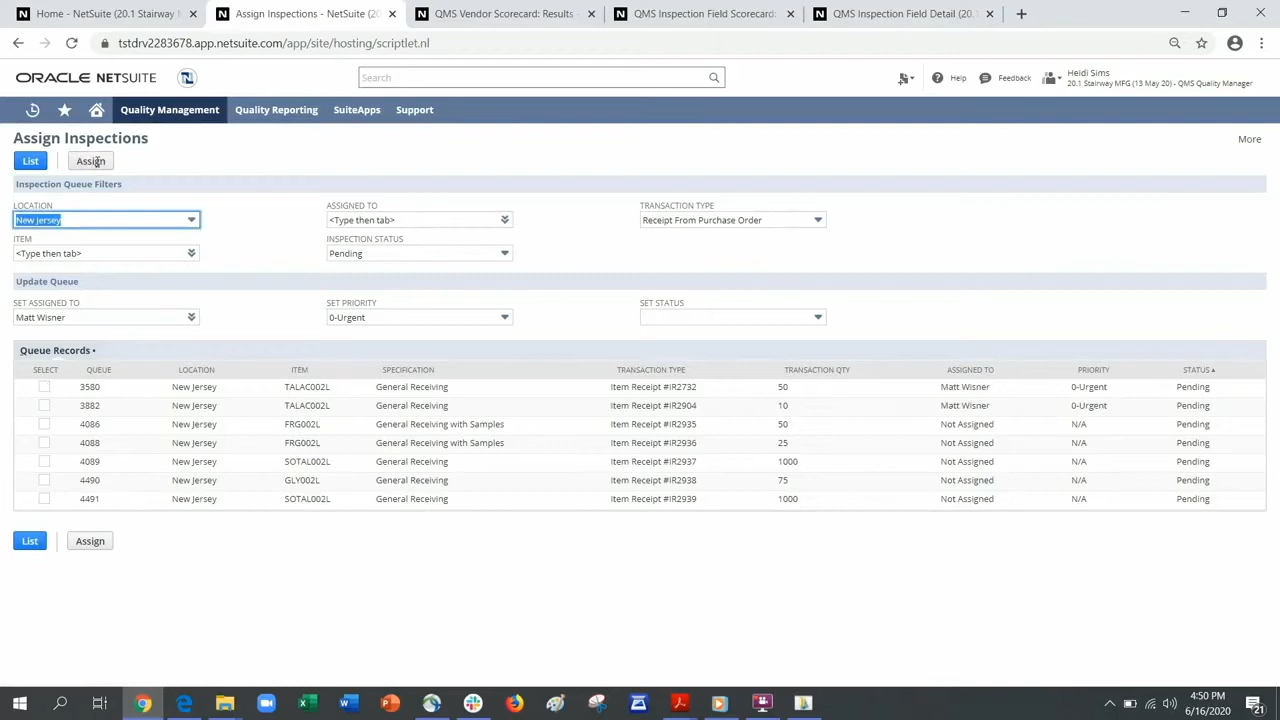 Home - NetSuite (20.1 Stairway M
Assign Inspections - NetSuite (20
QMS Vendor Scorecard: Results -
QMS Inspection Field Scorecard:
QMS Inspection Field Detail (20.1
tstdrv2283678.app.netsuite.com/app/site/hosting/scriptlet.nl
ORACLE NETSUITE
Search
Help
Feedback
Heidi Sims
20.1 Stairway MFG (13 May 20) - QMS Quality Manager
Quality Management Quality Reporting SuiteApps Support
Assign Inspections
More
List Assign
Inspection Queue Filters
LOCATION ASSIGNED TO TRANSACTION TYPE
New Jersey <Type then tab> Receipt From Purchase Order
ITEM INSPECTION STATUS
<Type then tab> Pending
Update Queue
SET ASSIGNED TO SET PRIORITY SET STATUS
Matt Wisner 0-Urgent
Queue Records •
SELECT QUEUE LOCATION ITEM SPECIFICATION TRANSACTION TYPE TRANSACTION QTY ASSIGNED TO PRIORITY STATUS
3580 New Jersey TALAC002L General Receiving Item Receipt #IR2732 50 Matt Wisner 0-Urgent Pending
3882 New Jersey TALAC002L General Receiving Item Receipt #IR2904 10 Matt Wisner 0-Urgent Pending
4086 New Jersey FRG002L General Receiving with Samples Item Receipt #IR2935 50 Not Assigned N/A Pending
4088 New Jersey FRG002L General Receiving with Samples Item Receipt #IR2936 25 Not Assigned N/A Pending
4089 New Jersey SOTAL002L General Receiving Item Receipt #IR2937 1000 Not Assigned N/A Pending
4490 New Jersey GLY002L General Receiving Item Receipt #IR2938 75 Not Assigned N/A Pending
4491 New Jersey SOTAL002L General Receiving Item Receipt #IR2939 1000 Not Assigned N/A Pending
List Assign
4:50 PM
6/16/2020
21